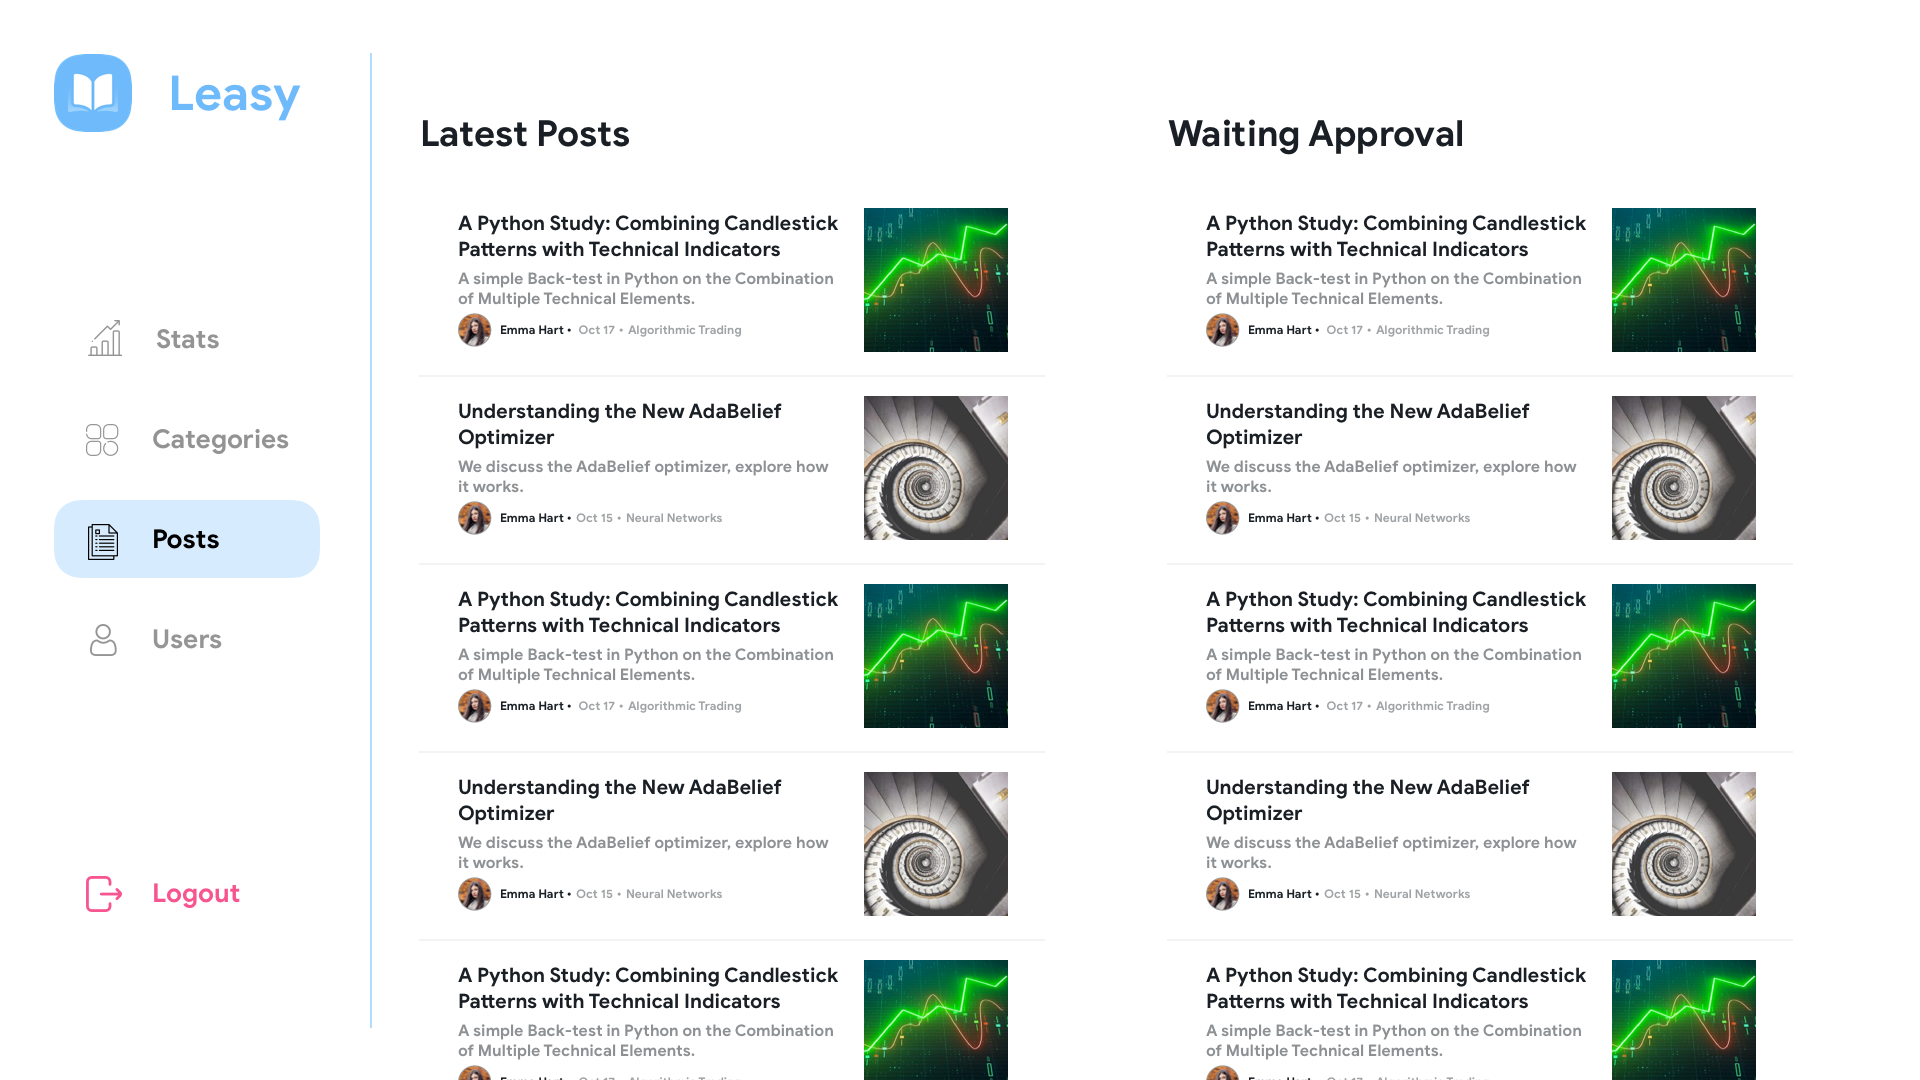 Leasy
Stats
Categories
Posts
Users
Logout
Latest Posts
A Python Study: Combining Candlestick
Patterns with Technical Indicators
A simple Back-test in Python on the Combination
of Multiple Technical Elements.
Emma Hart • Oct 17 • Algorithmic Trading
Understanding the New AdaBelief
Optimizer
We discuss the AdaBelief optimizer, explore how
it works.
Emma Hart • Oct 15 • Neural Networks
A Python Study: Combining Candlestick
Patterns with Technical Indicators
A simple Back-test in Python on the Combination
of Multiple Technical Elements.
Emma Hart • Oct 17 • Algorithmic Trading
Understanding the New AdaBelief
Optimizer
We discuss the AdaBelief optimizer, explore how
it works.
Emma Hart • Oct 15 • Neural Networks
A Python Study: Combining Candlestick
Patterns with Technical Indicators
A simple Back-test in Python on the Combination
of Multiple Technical Elements.
Waiting Approval
A Python Study: Combining Candlestick
Patterns with Technical Indicators
A simple Back-test in Python on the Combination
of Multiple Technical Elements.
Emma Hart • Oct 17 • Algorithmic Trading
Understanding the New AdaBelief
Optimizer
We discuss the AdaBelief optimizer, explore how
it works.
Emma Hart • Oct 15 • Neural Networks
A Python Study: Combining Candlestick
Patterns with Technical Indicators
A simple Back-test in Python on the Combination
of Multiple Technical Elements.
Emma Hart • Oct 17 • Algorithmic Trading
Understanding the New AdaBelief
Optimizer
We discuss the AdaBelief optimizer, explore how
it works.
Emma Hart • Oct 15 • Neural Networks
A Python Study: Combining Candlestick
Patterns with Technical Indicators
A simple Back-test in Python on the Combination
of Multiple Technical Elements.